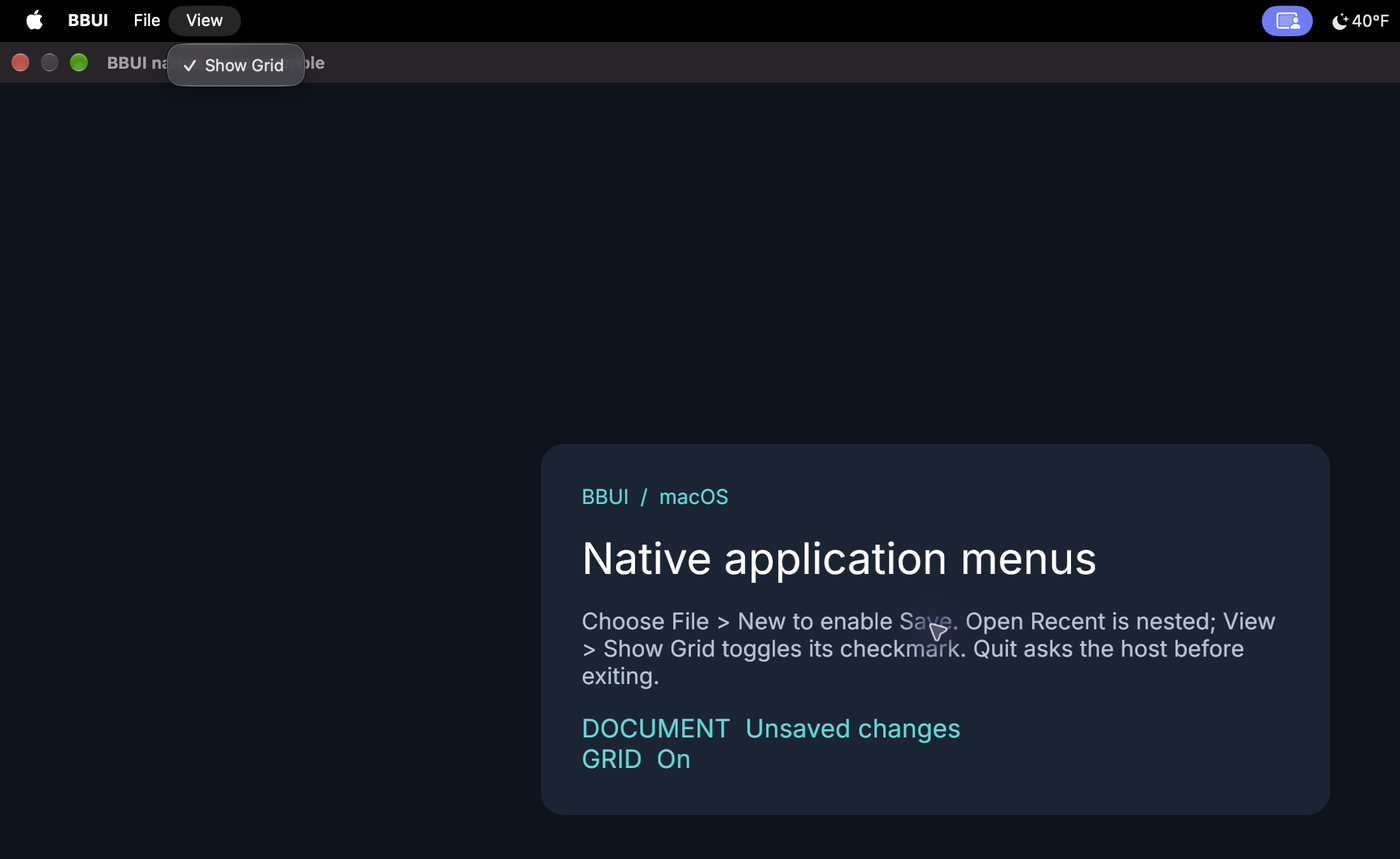 BBUI File View 40°F
BBUI na ble
✓ Show Grid
BBUI / macOS
Native application menus
Choose File > New to enable Save. Open Recent is nested; View
> Show Grid toggles its checkmark. Quit asks the host before
exiting.
DOCUMENT Unsaved changes
GRID On